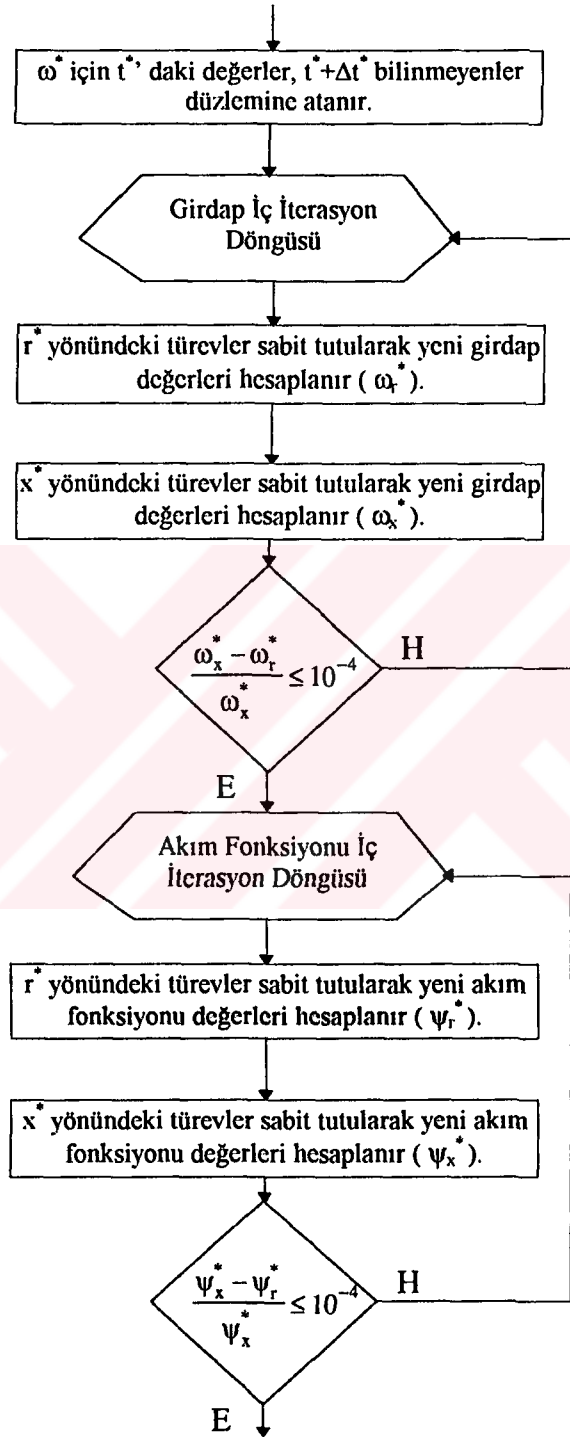 ω* için t*' daki değerler, t*+Δt* bilinmeyenler
düzlemine atanır.
Girdap İç İterasyon
Döngüsü
r* yönündeki türevler sabit tutularak yeni girdap
değerleri hesaplanır ( ωr* ).
x* yönündeki türevler sabit tutularak yeni girdap
değerleri hesaplanır ( ωx* ).
(ωx* − ωr*) / ωx* ≤ 10⁻⁴
H
E
Akım Fonksiyonu İç
İterasyon Döngüsü
r* yönündeki türevler sabit tutularak yeni akım
fonksiyonu değerleri hesaplanır ( ψr* ).
x* yönündeki türevler sabit tutularak yeni akım
fonksiyonu değerleri hesaplanır ( ψx* ).
(ψx* − ψr*) / ψx* ≤ 10⁻⁴
H
E